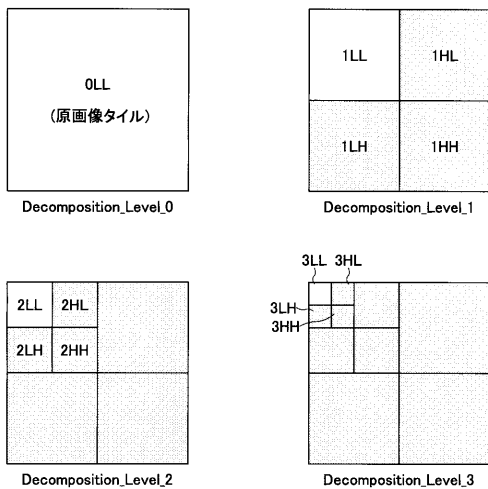 0LL
(原画像タイル)
Decomposition_Level_0
1LL
1HL
1LH
1HH
Decomposition_Level_1
2LL
2HL
2LH
2HH
Decomposition_Level_2
3LL
3HL
3LH
3HH
Decomposition_Level_3